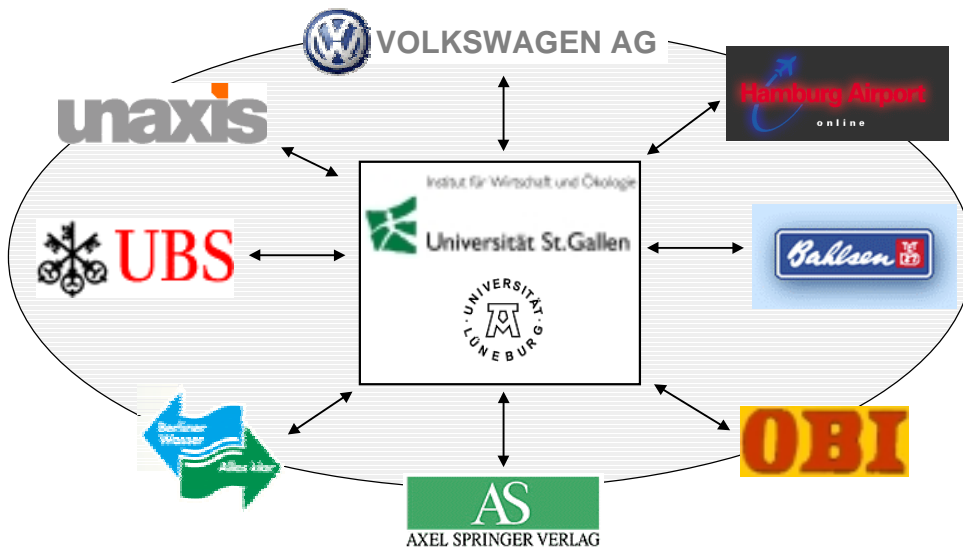 VOLKSWAGEN AG
unaxis
Hamburg Airport
online
Institut für Wirtschaft und Ökologie
Universität St.Gallen
UBS
Bahlsen
· UNIVERSITÄT · LÜNEBURG
Berliner
Wasser
Alles klar
OBI
AS
AXEL SPRINGER VERLAG